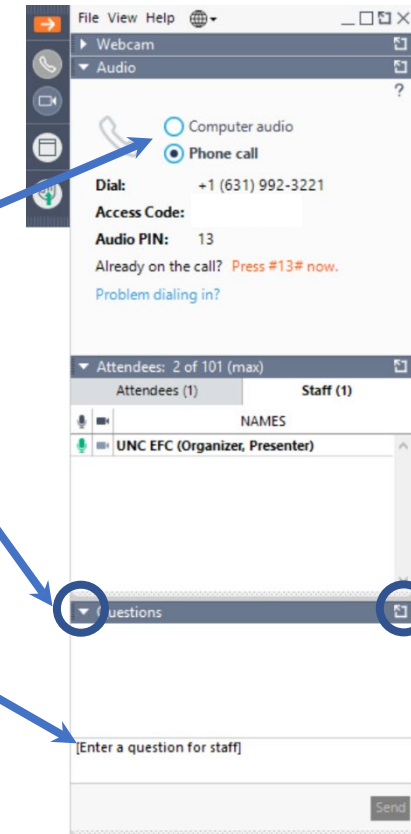 File View Help
Webcam
Audio
?
Computer audio
Phone call
Dial: +1 (631) 992-3221
Access Code:
Audio PIN: 13
Already on the call? Press #13# now.
Problem dialing in?
Attendees: 2 of 101 (max)
Attendees (1) Staff (1)
NAMES
UNC EFC (Organizer, Presenter)
Questions
[Enter a question for staff]
Send